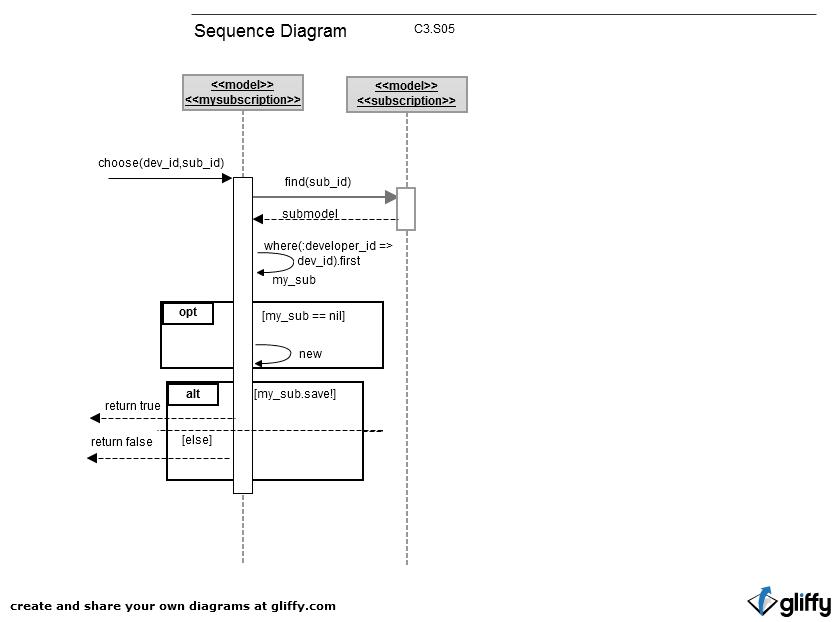 Sequence Diagram
C3.S05
<<model>>
<<mysubscription>>
<<model>>
<<subscription>>
choose(dev_id,sub_id)
find(sub_id)
submodel
where(:developer_id =>
dev_id).first
my_sub
opt
[my_sub == nil]
new
alt
[my_sub.save!]
return true
return false
[else]
create and share your own diagrams at gliffy.com
gliffy